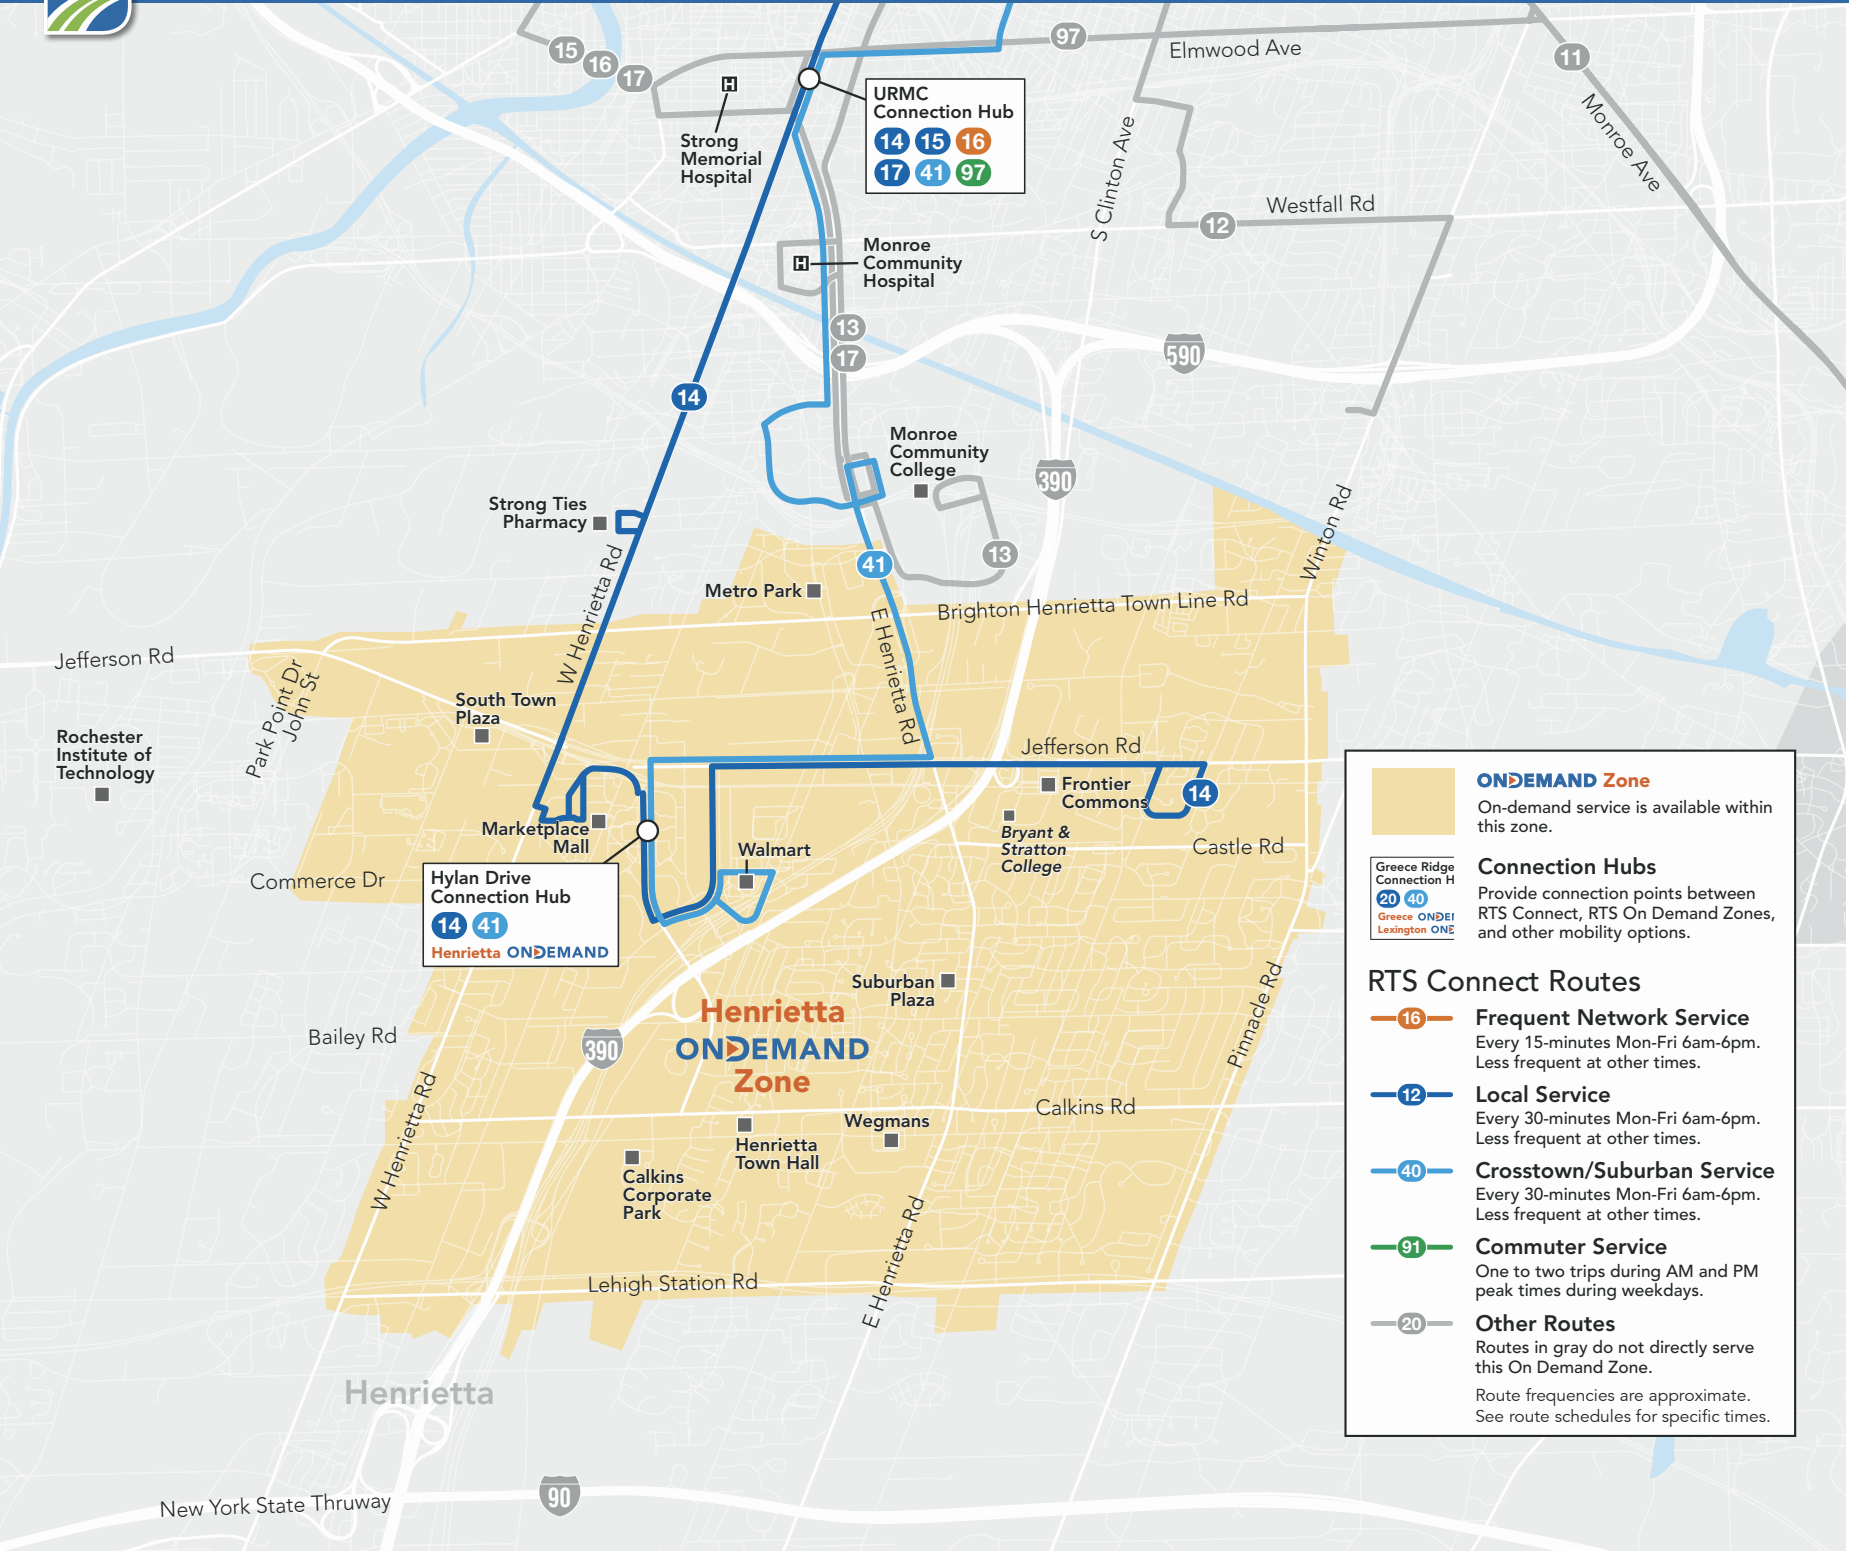 15
16
17
97
Elmwood Ave
11
Monroe Ave
H
Strong
Memorial
Hospital
URMC
Connection Hub
14 15 16
17 41 97
S Clinton Ave
Westfall Rd
12
H
Monroe
Community
Hospital
13
17
590
14
Monroe
Community
College
390
Strong Ties
Pharmacy
W Henrietta Rd
41
13
Winton Rd
Metro Park
Brighton Henrietta Town Line Rd
E Henrietta Rd
Jefferson Rd
Park Point Dr
John St
South Town
Plaza
Rochester
Institute of
Technology
Jefferson Rd
Frontier
Commons
14
Marketplace
Mall
Walmart
Bryant &
Stratton
College
Castle Rd
Commerce Dr
Hylan Drive
Connection Hub
14 41
Henrietta ONDEMAND
Suburban
Plaza
Pinnacle Rd
Henrietta
ONDEMAND
Zone
Bailey Rd
390
W Henrietta Rd
Calkins Rd
Wegmans
Henrietta
Town Hall
Calkins
Corporate
Park
E Henrietta Rd
Lehigh Station Rd
Henrietta
New York State Thruway
90
ONDEMAND Zone
On-demand service is available within
this zone.
Greece Ridge
Connection H
20 40
Greece ONDE
Lexington OND
Connection Hubs
Provide connection points between
RTS Connect, RTS On Demand Zones,
and other mobility options.
RTS Connect Routes
16
Frequent Network Service
Every 15-minutes Mon-Fri 6am-6pm.
Less frequent at other times.
12
Local Service
Every 30-minutes Mon-Fri 6am-6pm.
Less frequent at other times.
40
Crosstown/Suburban Service
Every 30-minutes Mon-Fri 6am-6pm.
Less frequent at other times.
91
Commuter Service
One to two trips during AM and PM
peak times during weekdays.
20
Other Routes
Routes in gray do not directly serve
this On Demand Zone.
Route frequencies are approximate.
See route schedules for specific times.